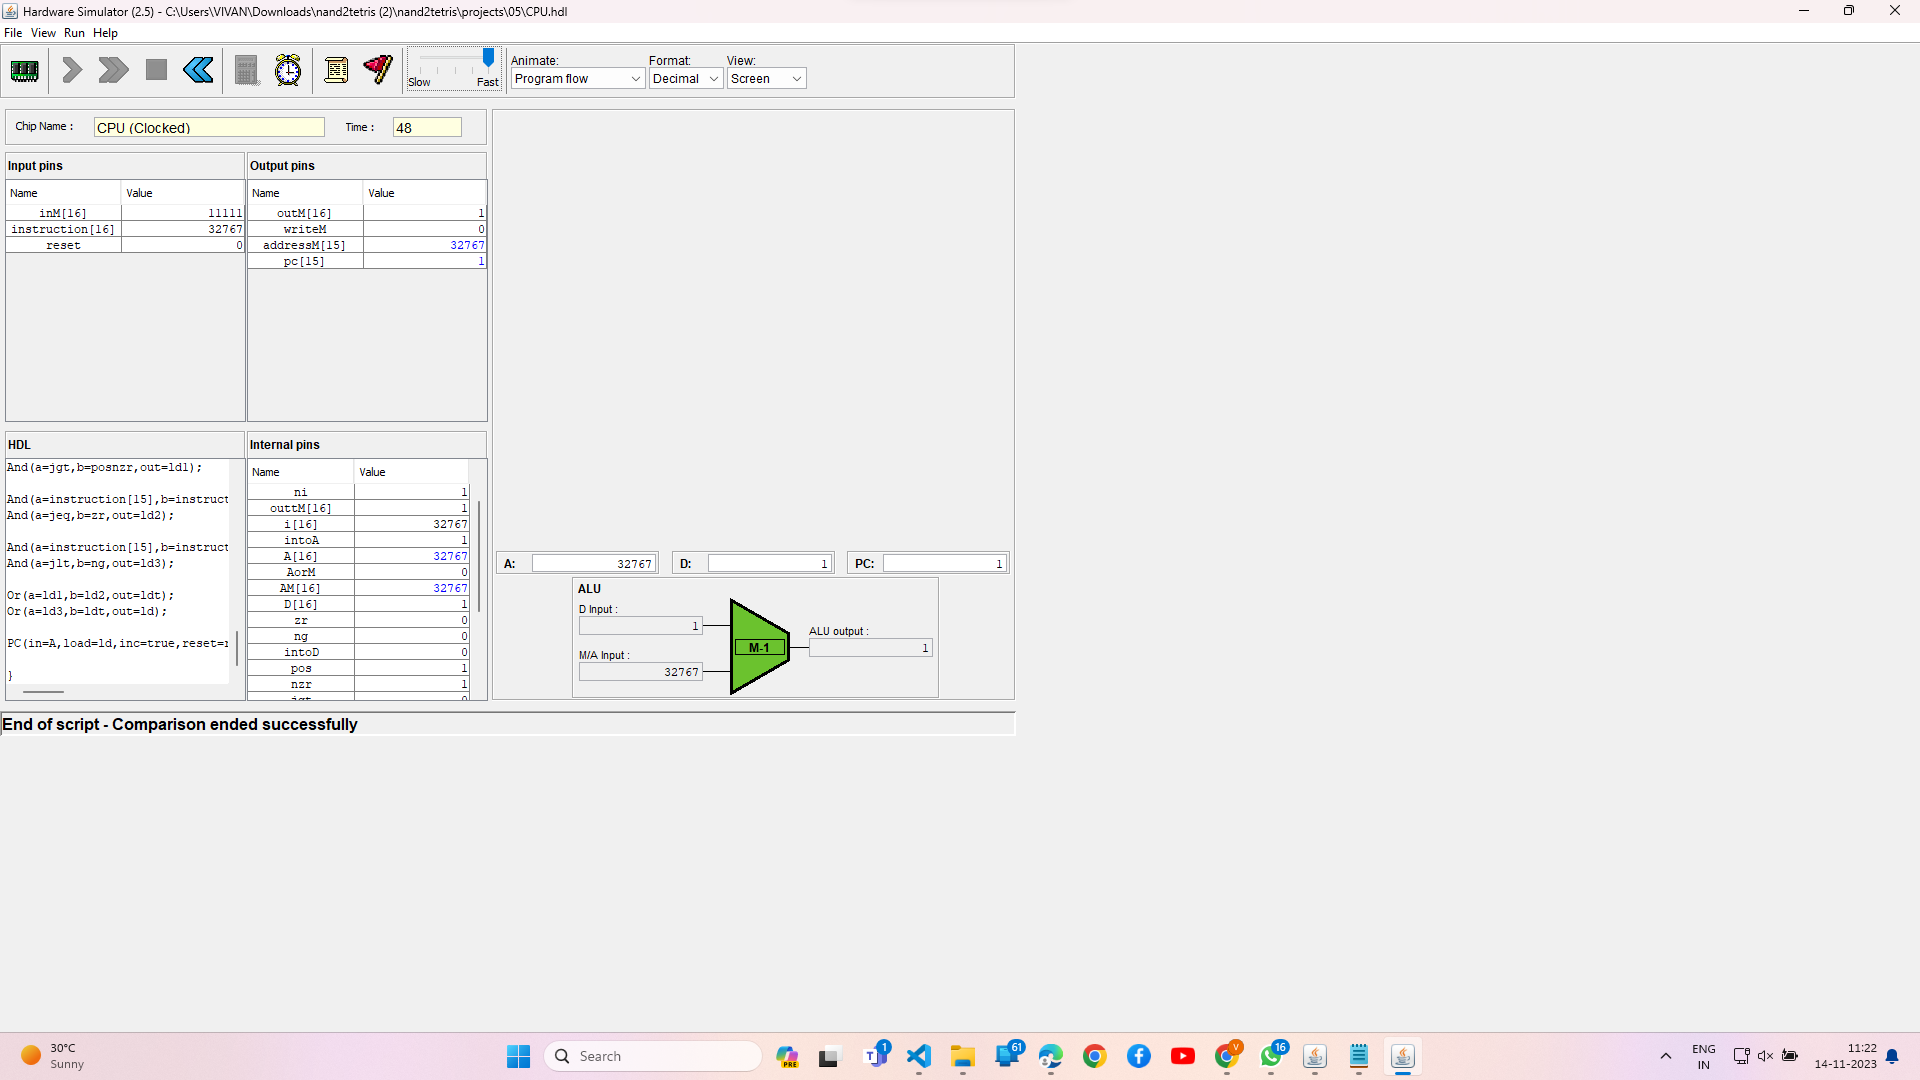 Hardware Simulator (2.5) - C:\Users\VIVAN\Downloads\nand2tetris (2)\nand2tetris\projects\05\CPU.hdl
File View Run Help
Slow Fast
Animate: Format: View:
Program flow Decimal Screen
Chip Name : CPU (Clocked) Time : 48
Input pins
Name Value
inM[16] 11111
instruction[16] 32767
reset 0
Output pins
Name Value
outM[16] 1
writeM 0
addressM[15] 32767
pc[15] 1
HDL
And(a=jgt,b=posnzr,out=ld1);
And(a=instruction[15],b=instruct
And(a=jeq,b=zr,out=ld2);
And(a=instruction[15],b=instruct
And(a=jlt,b=ng,out=ld3);
Or(a=ld1,b=ld2,out=ldt);
Or(a=ld3,b=ldt,out=ld);
PC(in=A,load=ld,inc=true,reset=r
}
Internal pins
Name Value
ni 1
outtM[16] 1
i[16] 32767
intoA 1
A[16] 32767
AorM 0
AM[16] 32767
D[16] 1
zr 0
ng 0
intoD 0
pos 1
nzr 1
jgt 0
A: 32767 D: 1 PC: 1
ALU
D Input :
1
M/A Input :
32767
M-1
ALU output :
1
End of script - Comparison ended successfully
30°C
Sunny
Search
PRE
1
61
V
16
ENG
IN
11:22
14-11-2023